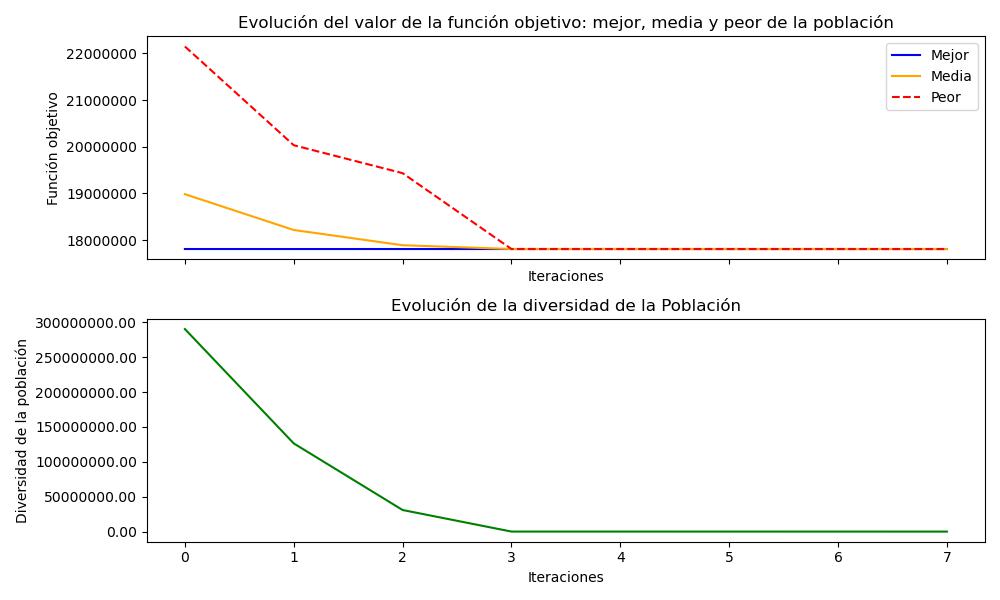 Evolución del valor de la función objetivo: mejor, media y peor de la población
Función objetivo
22000000
21000000
20000000
19000000
18000000
Mejor
Media
Peor
Iteraciones
Evolución de la diversidad de la Población
Diversidad de la población
300000000.00
250000000.00
200000000.00
150000000.00
100000000.00
50000000.00
0.00
0 1 2 3 4 5 6 7
Iteraciones